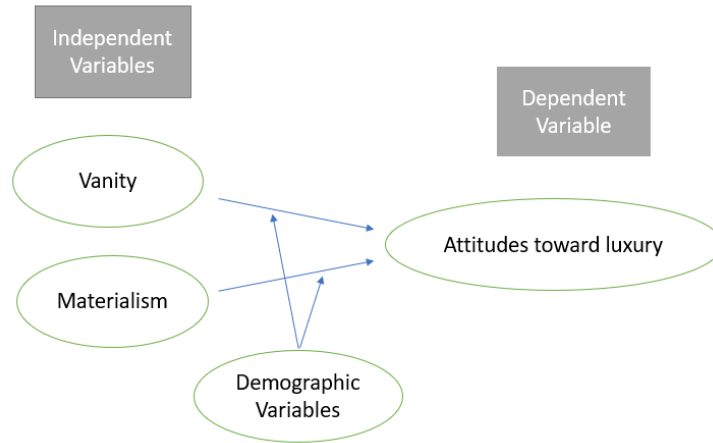 Independent
Variables
Dependent
Variable
Vanity
Attitudes toward luxury
Materialism
Demographic
Variables